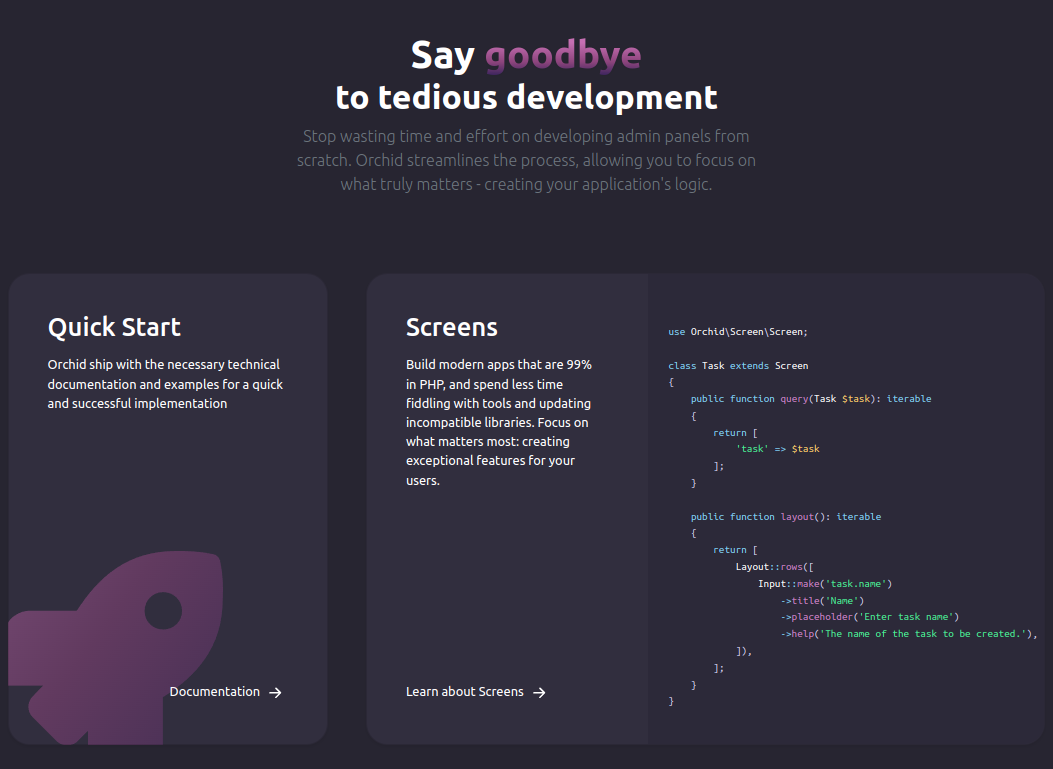 Say goodbye
to tedious development
Stop wasting time and effort on developing admin panels from
scratch. Orchid streamlines the process, allowing you to focus on
what truly matters - creating your application's logic.
Quick Start
Orchid ship with the necessary technical
documentation and examples for a quick
and successful implementation
Documentation →
Screens
Build modern apps that are 99%
in PHP, and spend less time
fiddling with tools and updating
incompatible libraries. Focus on
what matters most: creating
exceptional features for your
users.
Learn about Screens →
use Orchid\Screen\Screen;
class Task extends Screen
{
    public function query(Task $task): iterable
    {
        return [
            'task' => $task
        ];
    }
    public function layout(): iterable
    {
        return [
            Layout::rows([
                Input::make('task.name')
                    ->title('Name')
                    ->placeholder('Enter task name')
                    ->help('The name of the task to be created.'),
            ]),
        ];
    }
}